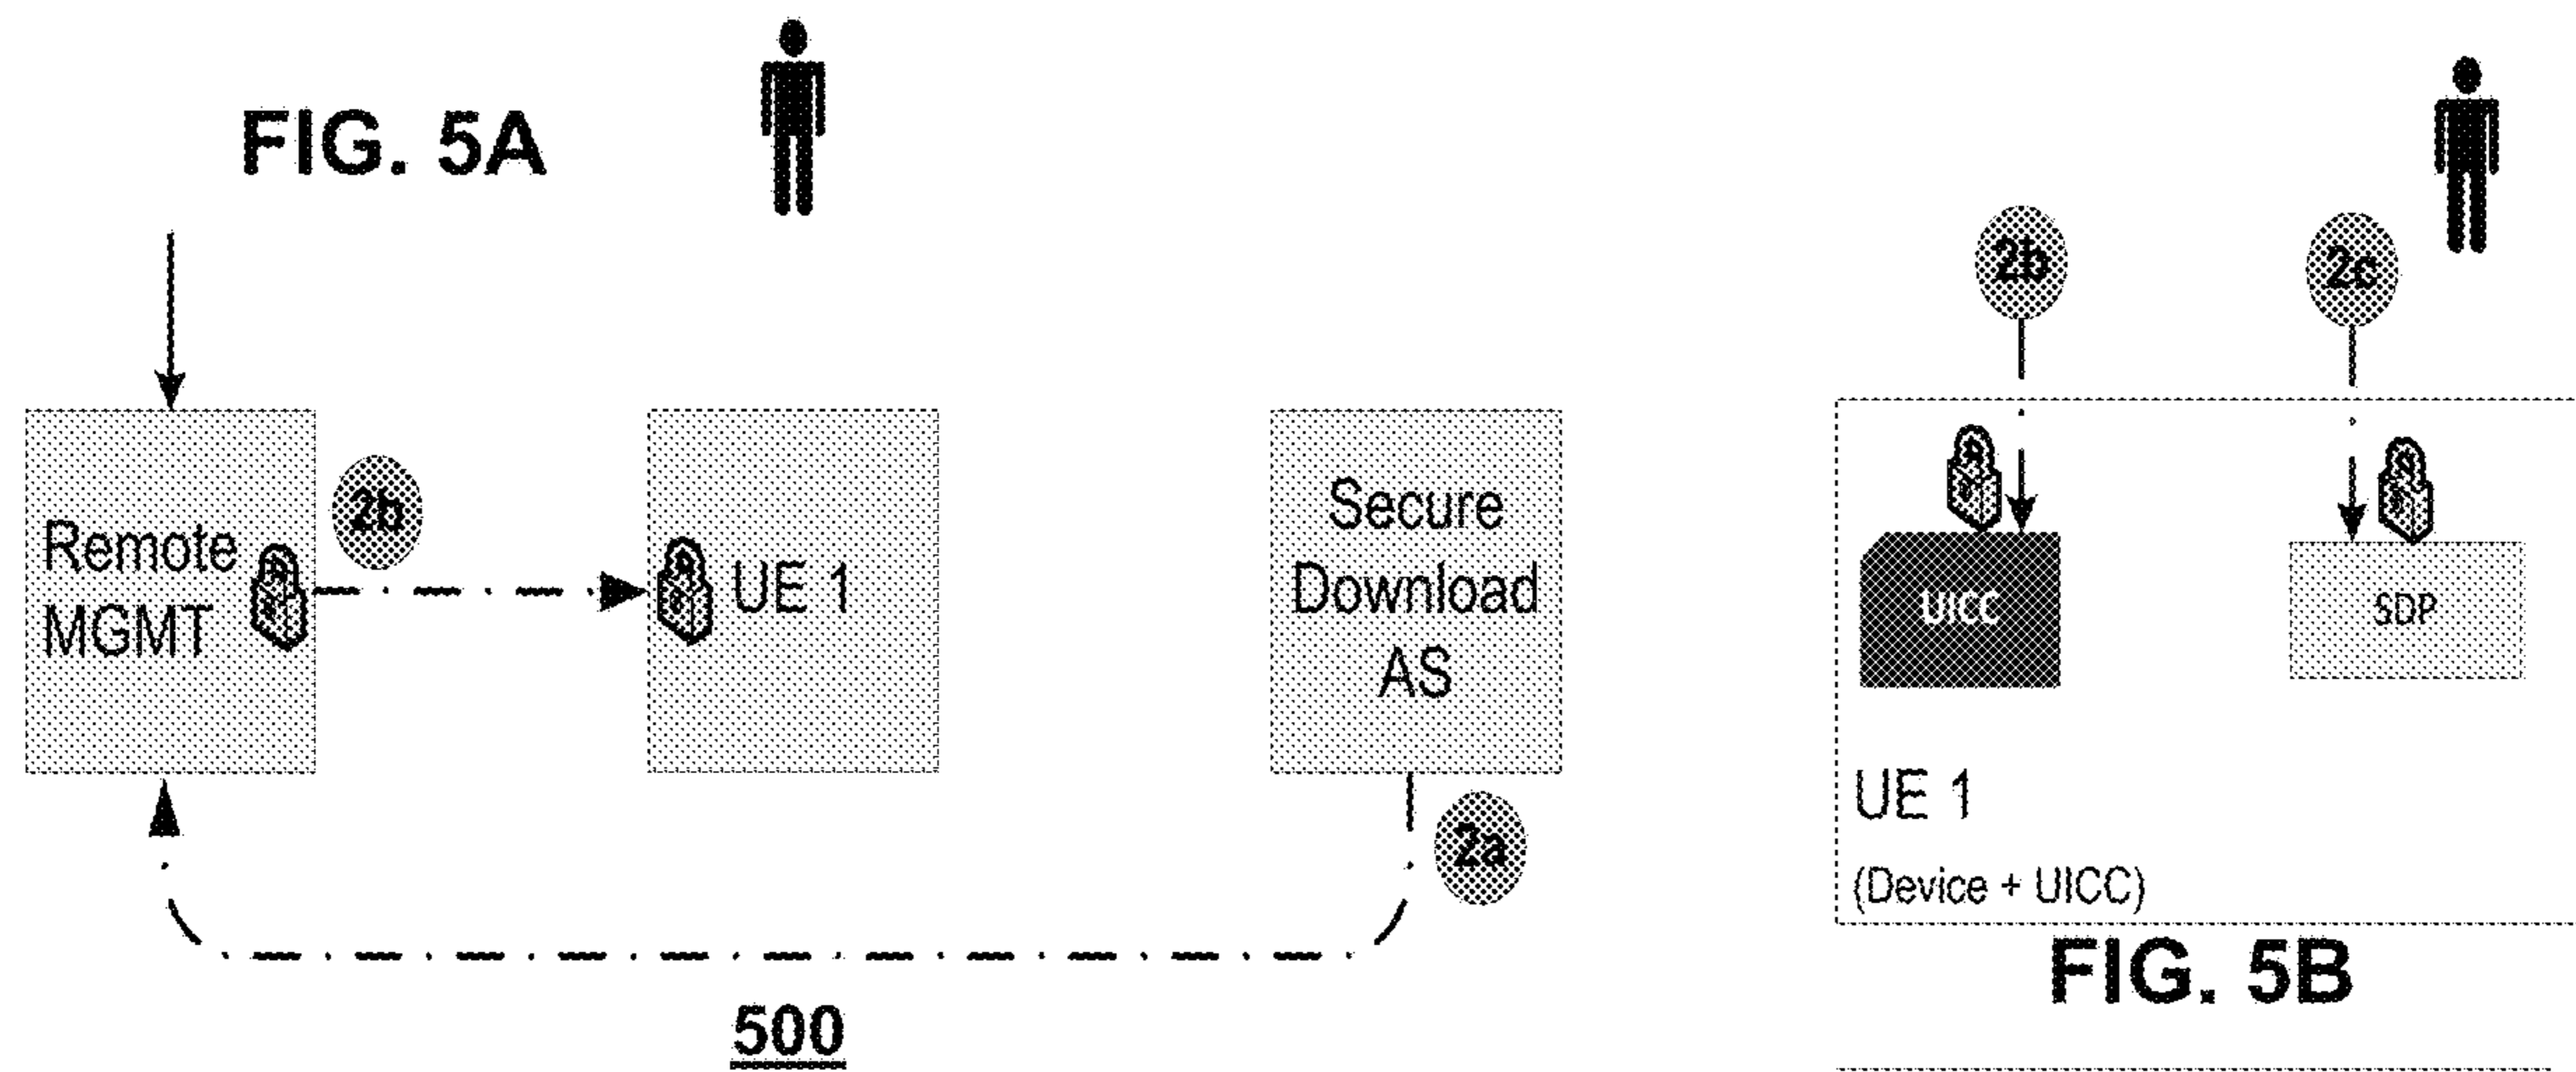 FIG. 5A
2b
Remote
MGMT
UE 1
Secure
Download
AS
2a
500
2b
2c
UICC
SDP
UE 1
(Device + UICC)
FIG. 5B